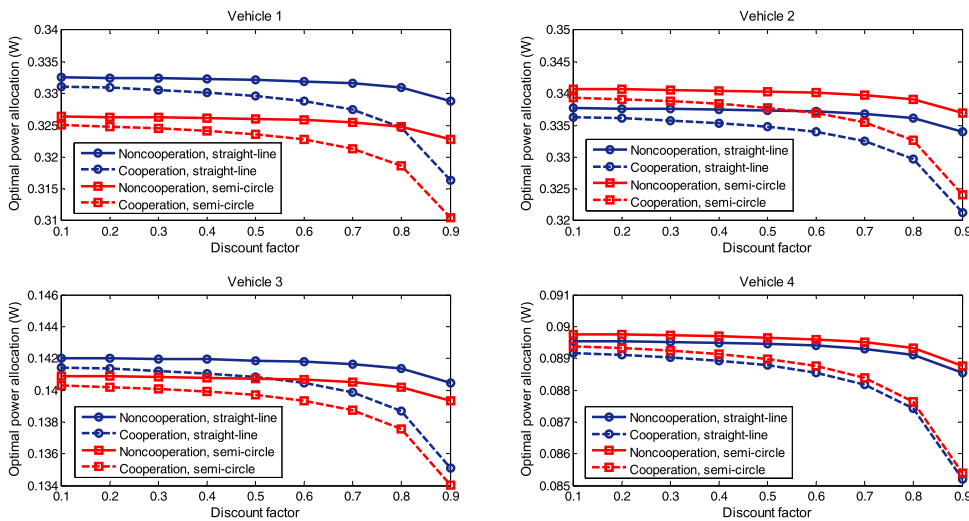 Vehicle 1
Optimal power allocation (W)
0.34
0.335
0.33
0.325
0.32
0.315
0.31
Noncooperation, straight-line
Cooperation, straight-line
Noncooperation, semi-circle
Cooperation, semi-circle
0.1 0.2 0.3 0.4 0.5 0.6 0.7 0.8 0.9
Discount factor
Vehicle 2
Optimal power allocation (W)
0.35
0.345
0.34
0.335
0.33
0.325
0.32
Noncooperation, straight-line
Cooperation, straight-line
Noncooperation, semi-circle
Cooperation, semi-circle
0.1 0.2 0.3 0.4 0.5 0.6 0.7 0.8 0.9
Discount factor
Vehicle 3
Optimal power allocation (W)
0.146
0.144
0.142
0.140
0.138
0.136
0.134
Noncooperation, straight-line
Cooperation, straight-line
Noncooperation, semi-circle
Cooperation, semi-circle
0.1 0.2 0.3 0.4 0.5 0.6 0.7 0.8 0.9
Discount factor
Vehicle 4
Optimal power allocation (W)
0.091
0.09
0.089
0.088
0.087
0.086
0.085
Noncooperation, straight-line
Cooperation, straight-line
Noncooperation, semi-circle
Cooperation, semi-circle
0.1 0.2 0.3 0.4 0.5 0.6 0.7 0.8 0.9
Discount factor